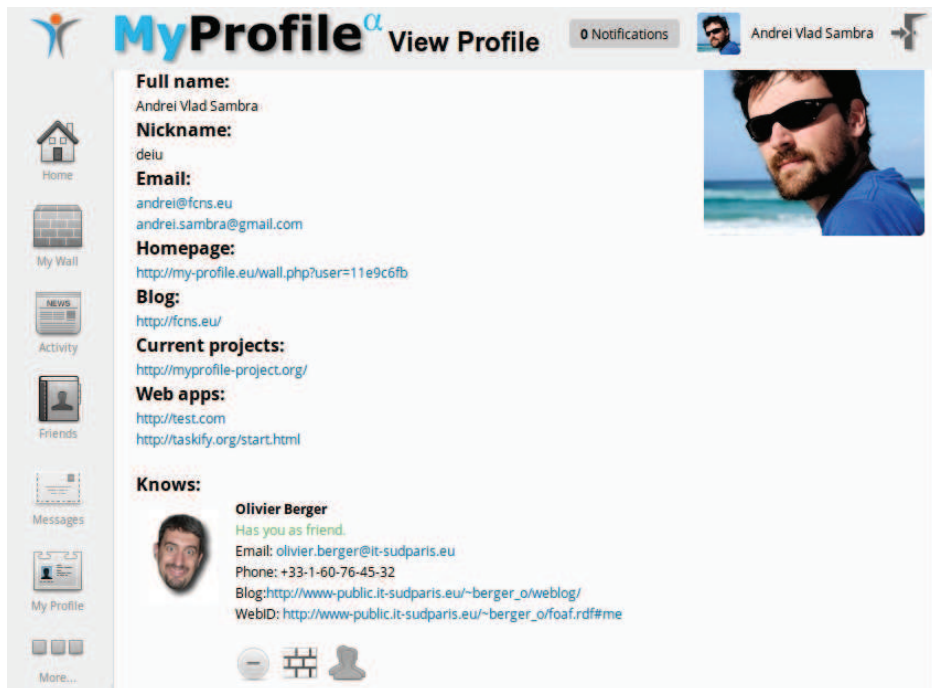 MyProfile α View Profile
0 Notifications
Andrei Vlad Sambra
Home
My Wall
NEWS
Activity
Friends
Messages
My Profile
More...
Full name:
Andrei Vlad Sambra
Nickname:
deiu
Email:
andrei@fcns.eu
andrei.sambra@gmail.com
Homepage:
http://my-profile.eu/wall.php?user=11e9c6fb
Blog:
http://fcns.eu/
Current projects:
http://myprofile-project.org/
Web apps:
http://test.com
http://taskify.org/start.html
Knows:
Olivier Berger
Has you as friend.
Email: olivier.berger@it-sudparis.eu
Phone: +33-1-60-76-45-32
Blog:http://www-public.it-sudparis.eu/~berger_o/weblog/
WebID: http://www-public.it-sudparis.eu/~berger_o/foaf.rdf#me